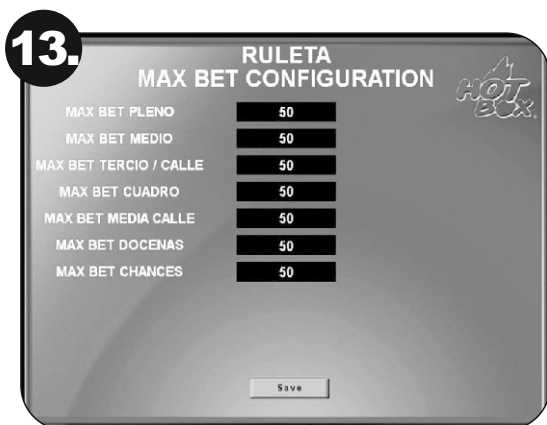 13.
RULETA
MAX BET CONFIGURATION
HOT
BOX
MAX BET PLENO 50
MAX BET MEDIO 50
MAX BET TERCIO / CALLE 50
MAX BET CUADRO 50
MAX BET MEDIA CALLE 50
MAX BET DOCENAS 50
MAX BET CHANCES 50
Save